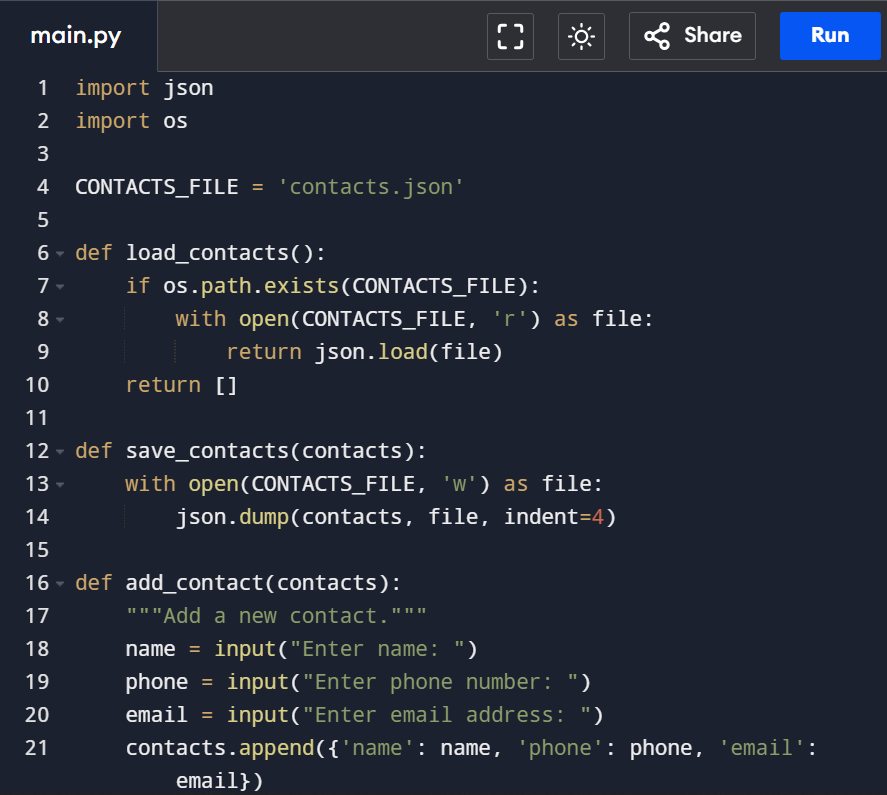 main.py
Share
Run
1 import json
2 import os
3
4 CONTACTS_FILE = 'contacts.json'
5
6 def load_contacts():
7     if os.path.exists(CONTACTS_FILE):
8         with open(CONTACTS_FILE, 'r') as file:
9             return json.load(file)
10     return []
11
12 def save_contacts(contacts):
13     with open(CONTACTS_FILE, 'w') as file:
14         json.dump(contacts, file, indent=4)
15
16 def add_contact(contacts):
17     """Add a new contact."""
18     name = input("Enter name: ")
19     phone = input("Enter phone number: ")
20     email = input("Enter email address: ")
21     contacts.append({'name': name, 'phone': phone, 'email':
        email})